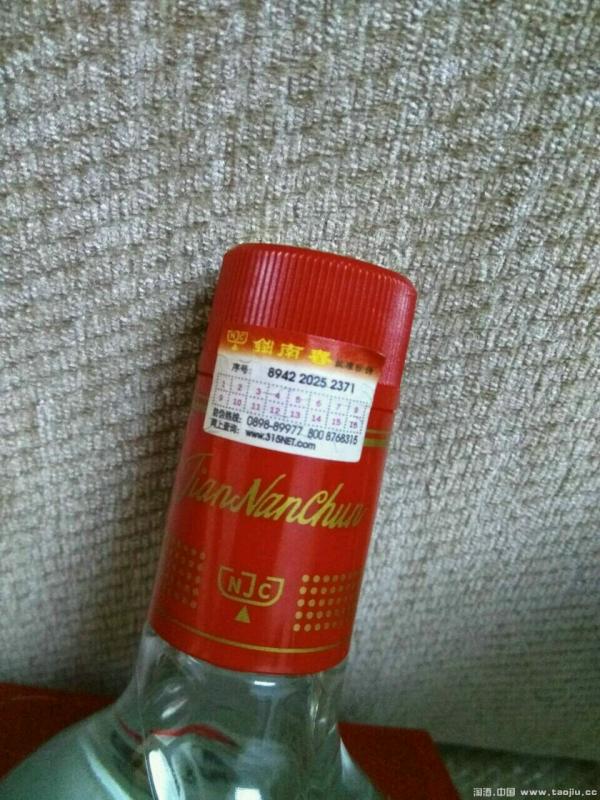 NJC 剑南春
序号: 8942 2025 2371
1 2 3 4 5 6 7 8
9 10 11 12 13 14 15 16
防伪热线: 0898-89977 800 8768315
网上查询: www.315NET.com
JianNanChun
NJC
淘酒.中国 www.taojiu.cc